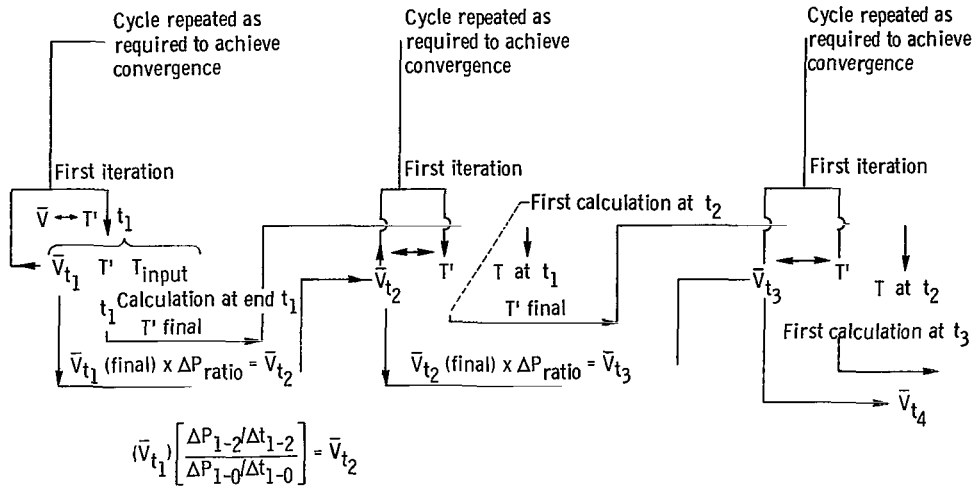 Cycle repeated as
required to achieve
convergence
First iteration
V̄ ↔ T' t₁
V̄t₁ T' Tinput
t₁ Calculation at end t₁
T' final
V̄t₁ (final) x ΔPratio = V̄t₂
(V̄t₁) [ΔP₁₋₂/Δt₁₋₂ / ΔP₁₋₀/Δt₁₋₀] = V̄t₂
Cycle repeated as
required to achieve
convergence
First iteration
First calculation at t₂
V̄t₂ T' T at t₁
T' final
V̄t₂ (final) x ΔPratio = V̄t₃
Cycle repeated as
required to achieve
convergence
First iteration
V̄t₃ T' T at t₂
First calculation at t₃
V̄t₄